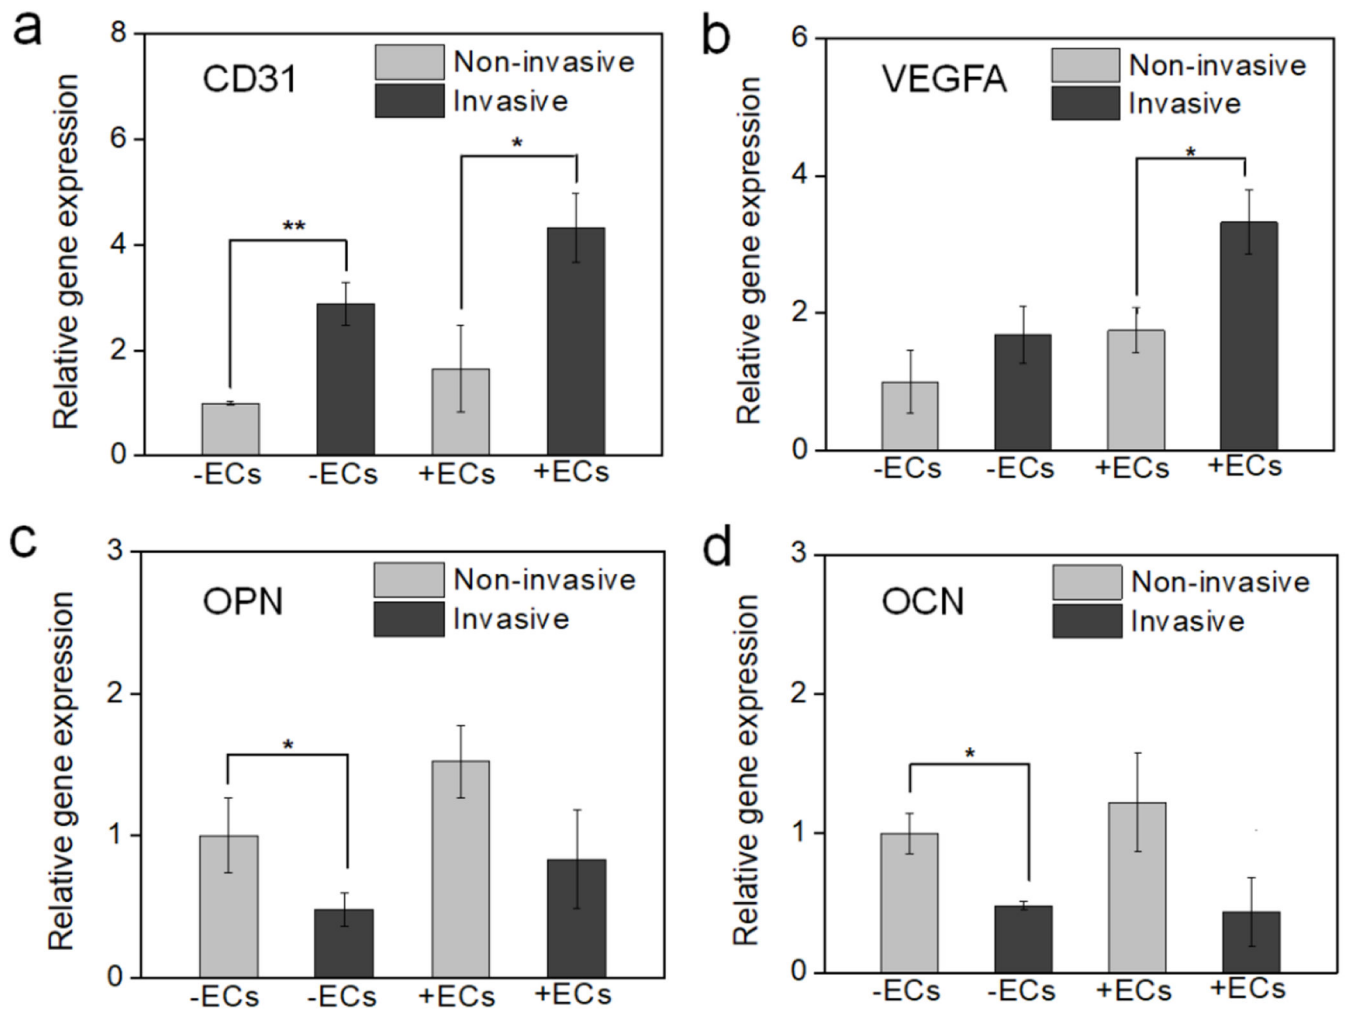 a
8
6
4
2
0
Relative gene expression
CD31
Non-invasive
Invasive
**
*
-ECs -ECs +ECs +ECs
b
6
4
2
0
Relative gene expression
VEGFA
Non-invasive
Invasive
*
-ECs -ECs +ECs +ECs
c
3
2
1
0
Relative gene expression
OPN
Non-invasive
Invasive
*
-ECs -ECs +ECs +ECs
d
3
2
1
0
Relative gene expression
OCN
Non-invasive
Invasive
*
-ECs -ECs +ECs +ECs